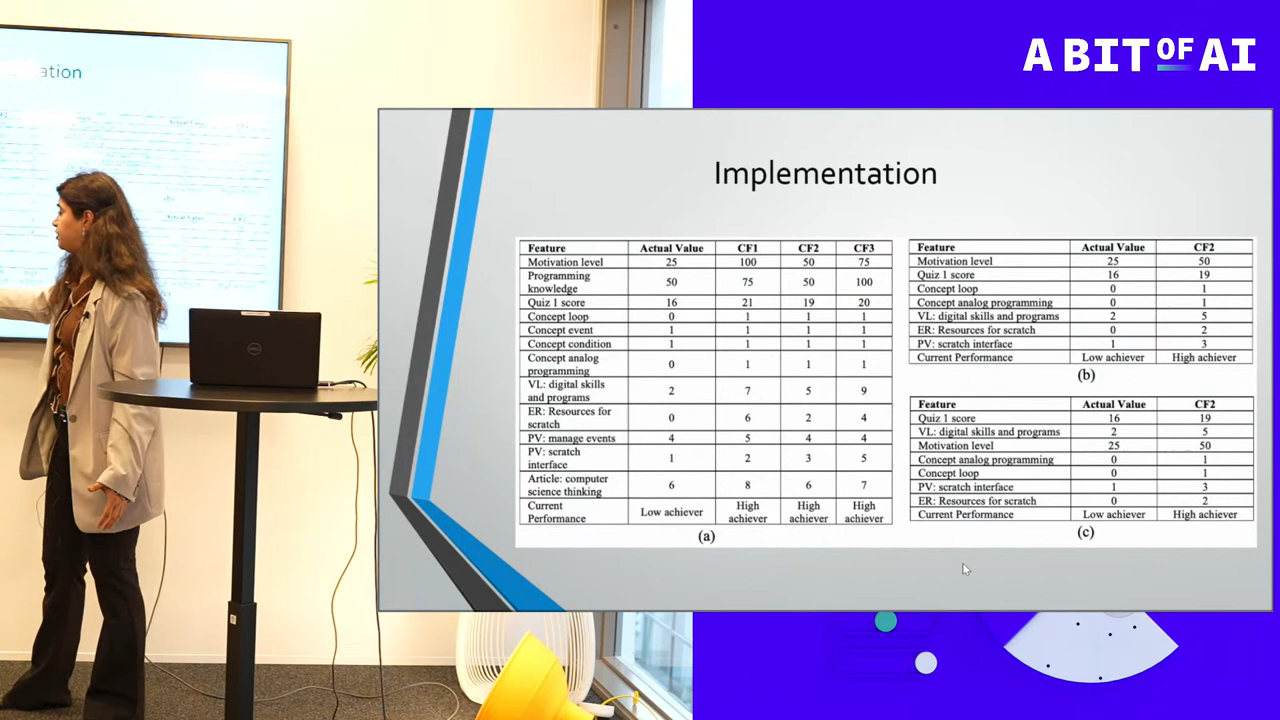 A BIT OF AI
ation
Implementation
Feature Actual Value CF1 CF2 CF3
Motivation level 25 100 50 75
Programming
knowledge 50 75 50 100
Quiz 1 score 16 21 19 20
Concept loop 0 1 1 1
Concept event 1 1 1 1
Concept condition 1 1 1 1
Concept analog
programming 0 1 1 1
VL: digital skills
and programs 2 7 5 9
ER: Resources for
scratch 0 6 2 4
PV: manage events 4 5 4 4
PV: scratch
interface 1 2 3 5
Article: computer
science thinking 6 8 6 7
Current
Performance Low achiever High
achiever High
achiever High
achiever
(a)
Feature Actual Value CF2
Motivation level 25 50
Quiz 1 score 16 19
Concept loop 0 1
Concept analog programming 0 1
VL: digital skills and programs 2 5
ER: Resources for scratch 0 2
PV: scratch interface 1 3
Current Performance Low achiever High achiever
(b)
Feature Actual Value CF2
Quiz 1 score 16 19
VL: digital skills and programs 2 5
Motivation level 25 50
Concept analog programming 0 1
Concept loop 0 1
PV: scratch interface 1 3
ER: Resources for scratch 0 2
Current Performance Low achiever High achiever
(c)
DELL